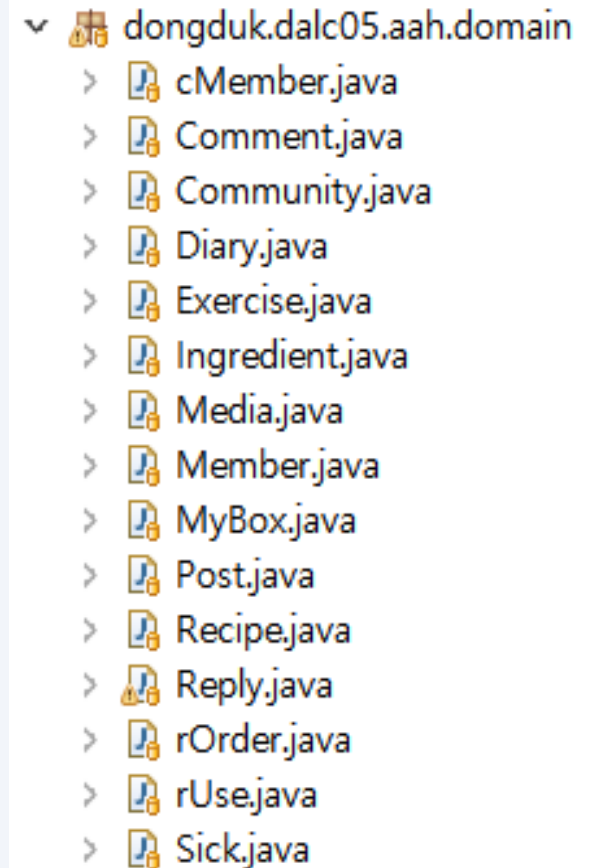 dongduk.dalc05.aah.domain
cMember.java
Comment.java
Community.java
Diary.java
Exercise.java
Ingredient.java
Media.java
Member.java
MyBox.java
Post.java
Recipe.java
Reply.java
rOrder.java
rUse.java
Sick.java